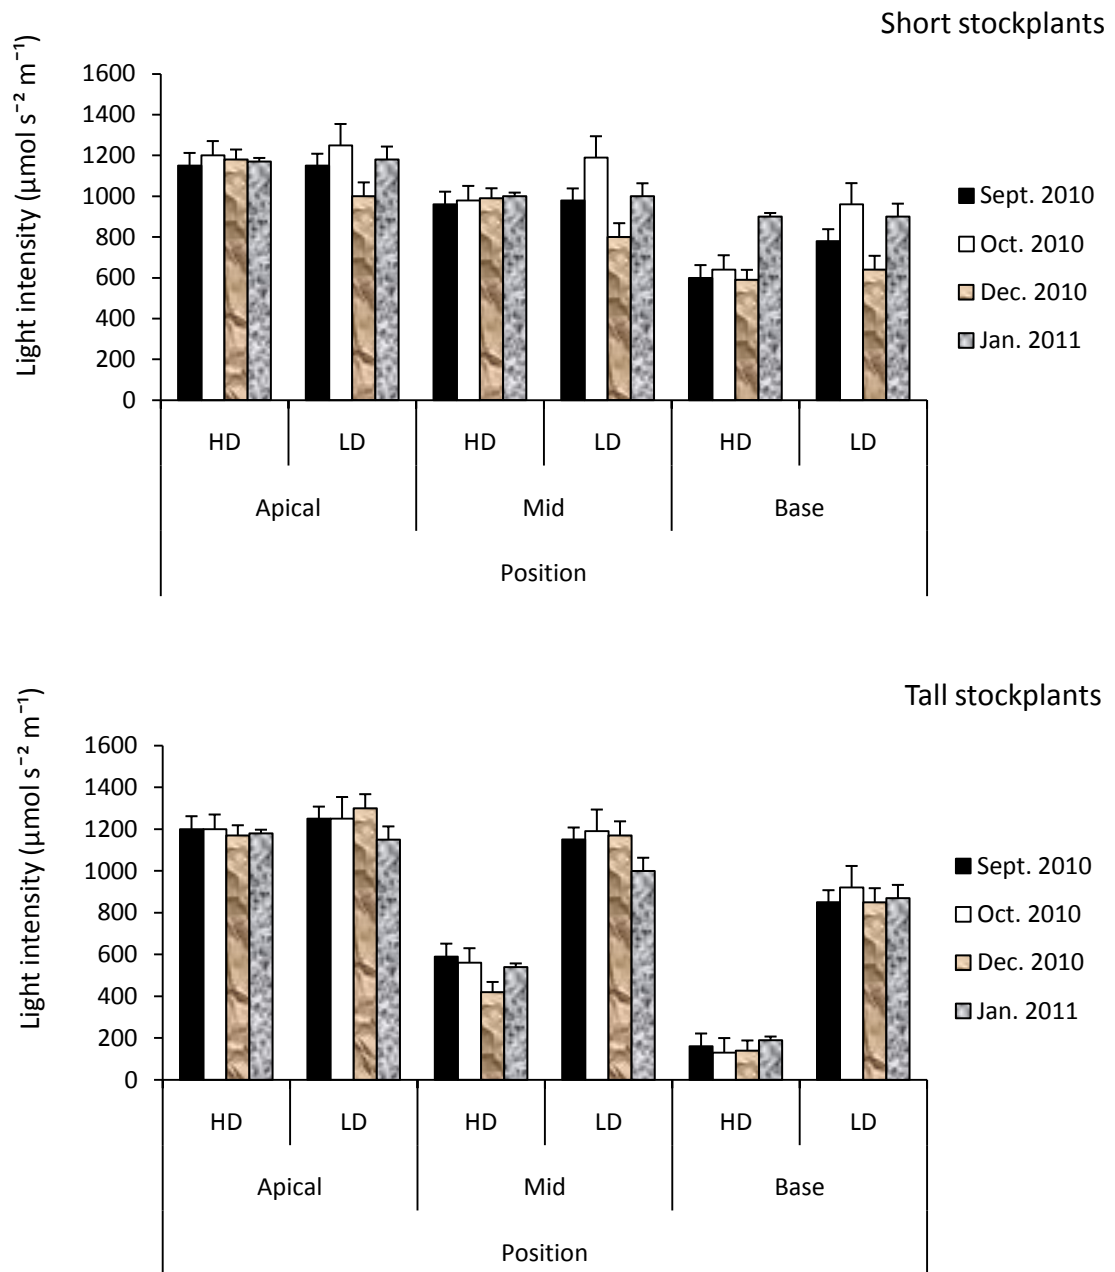 Short stockplants
Light intensity (µmol s⁻² m⁻¹)
1600
1400
1200
1000
800
600
400
200
0
Sept. 2010
Oct. 2010
Dec. 2010
Jan. 2011
HD LD HD LD HD LD
Apical Mid Base
Position
Tall stockplants
Light intensity (µmol s⁻² m⁻¹)
1600
1400
1200
1000
800
600
400
200
0
Sept. 2010
Oct. 2010
Dec. 2010
Jan. 2011
HD LD HD LD HD LD
Apical Mid Base
Position